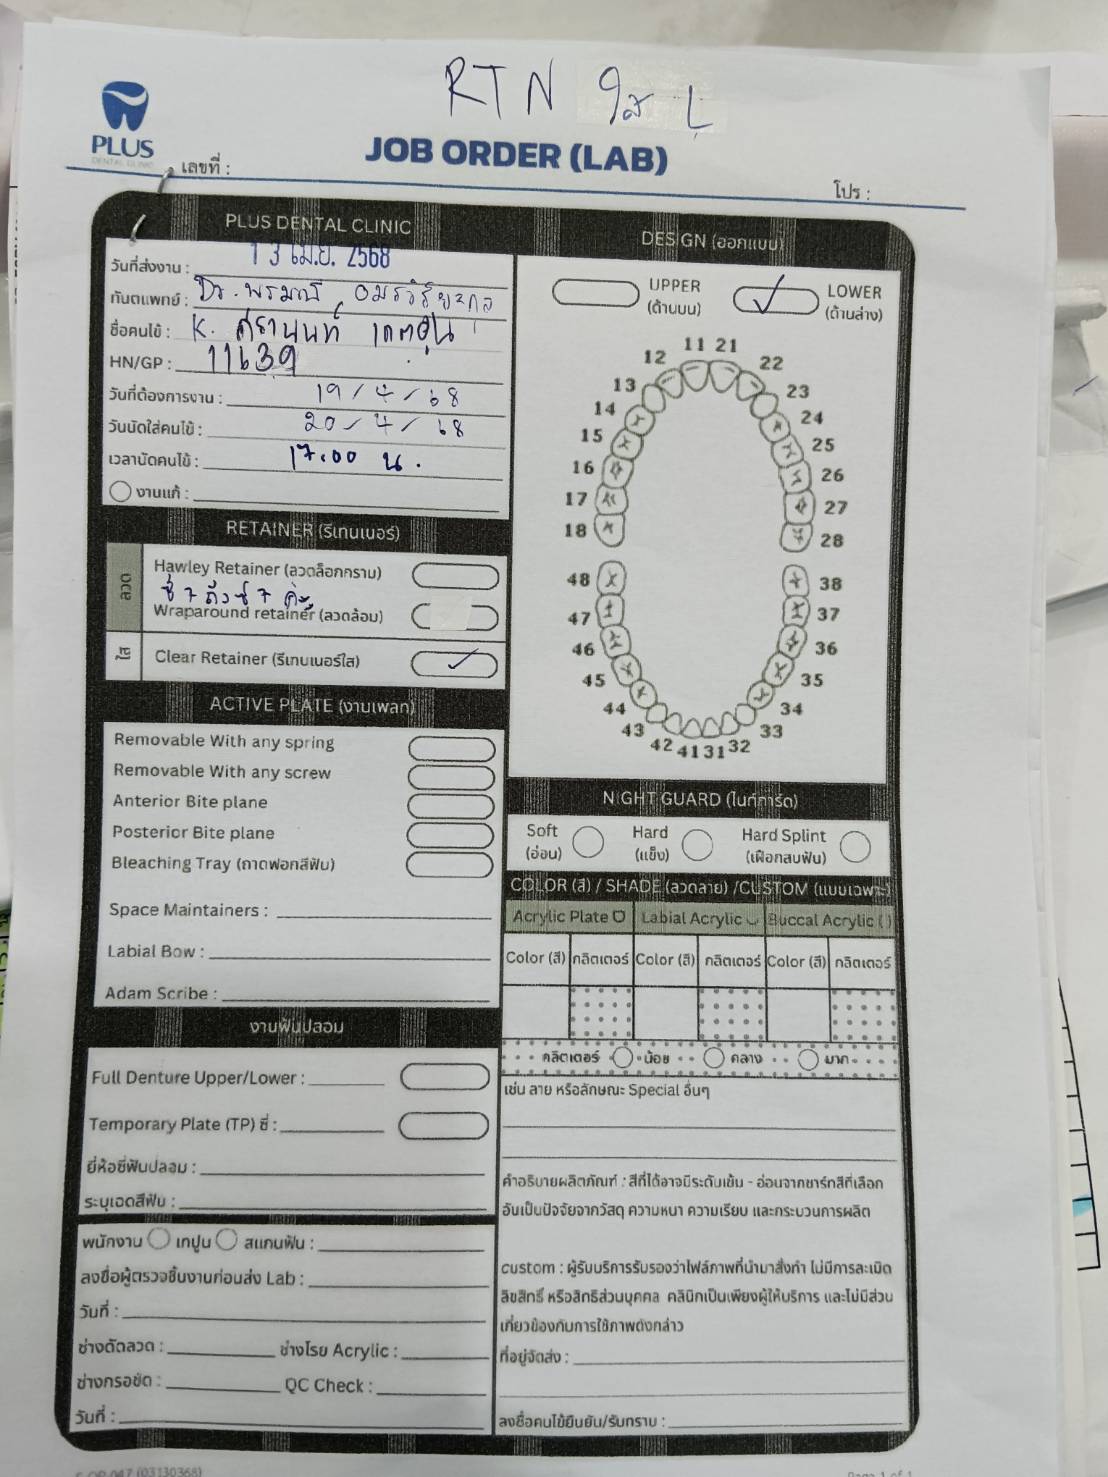 RTN ใส L
PLUS
DENTAL CLINIC
JOB ORDER (LAB)
เลขที่ :
โปร :
PLUS DENTAL CLINIC
วันที่ส่งงาน : 13 เม.ย. 2568
ทันตแพทย์ : Dr.
ชื่อคนไข้ : K.
HN/GP : 11639
วันที่ต้องการงาน : 19/4/68
วันนัดใส่คนไข้ : 20/4/68
เวลานัดคนไข้ : 17.00 น.
งานแก้ :
RETAINER (รีเทนเนอร์)
ลวด
Hawley Retainer (ลวดล็อกกราม)
ซี่ 7 ถึงซี่ 7 ค่ะ
Wraparound retainer (ลวดล้อม)
ใส
Clear Retainer (รีเทนเนอร์ใส)
ACTIVE PLATE (งานเพลท)
Removable With any spring
Removable With any screw
Anterior Bite plane
Posterior Bite plane
Bleaching Tray (ถาดฟอกสีฟัน)
Space Maintainers :
Labial Bow :
Adam Scribe :
งานฟันปลอม
Full Denture Upper/Lower :
Temporary Plate (TP) ซี่ :
ยี่ห้อซี่ฟันปลอม :
ระบุเฉดสีฟัน :
พนักงาน เทปูน สแกนฟัน :
ลงชื่อผู้ตรวจชิ้นงานก่อนส่ง Lab :
วันที่ :
ช่างดัดลวด : ช่างโรย Acrylic :
ช่างกรอขัด : QC Check :
วันที่ :
DESIGN (ออกแบบ)
UPPER
(ด้านบน)
LOWER
(ด้านล่าง)
11 21
12 22
13 23
14 24
15 25
16 26
17 27
18 28
48 38
47 37
46 36
45 35
44 34
43 33
42 41 31 32
NIGHT GUARD (ไนท์การ์ด)
Soft
(อ่อน)
Hard
(แข็ง)
Hard Splint
(เฝือกสบฟัน)
COLOR (สี) / SHADE (ลวดลาย) /CUSTOM (แบบเฉพาะ)
Acrylic Plate Labial Acrylic Buccal Acrylic ( )
Color (สี) กลิตเตอร์ Color (สี) กลิตเตอร์ Color (สี) กลิตเตอร์
กลิตเตอร์ น้อย กลาง มาก
เช่น ลาย หรือลักษณะ Special อื่นๆ
คำอธิบายผลิตภัณฑ์ : สีที่ได้อาจมีระดับเข้ม - อ่อนจากชาร์ทสีที่เลือก
อันเป็นปัจจัยจากวัสดุ ความหนา ความเรียบ และกระบวนการผลิต
custom : ผู้รับบริการรับรองว่าไฟล์ภาพที่นำมาสั่งทำ ไม่มีการละเมิด
ลิขสิทธิ์ หรือสิทธิส่วนบุคคล คลินิกเป็นเพียงผู้ให้บริการ และไม่มีส่วน
เกี่ยวข้องกับการใช้ภาพดังกล่าว
ที่อยู่จัดส่ง :
ลงชื่อคนไข้ยืนยัน/รับทราบ :